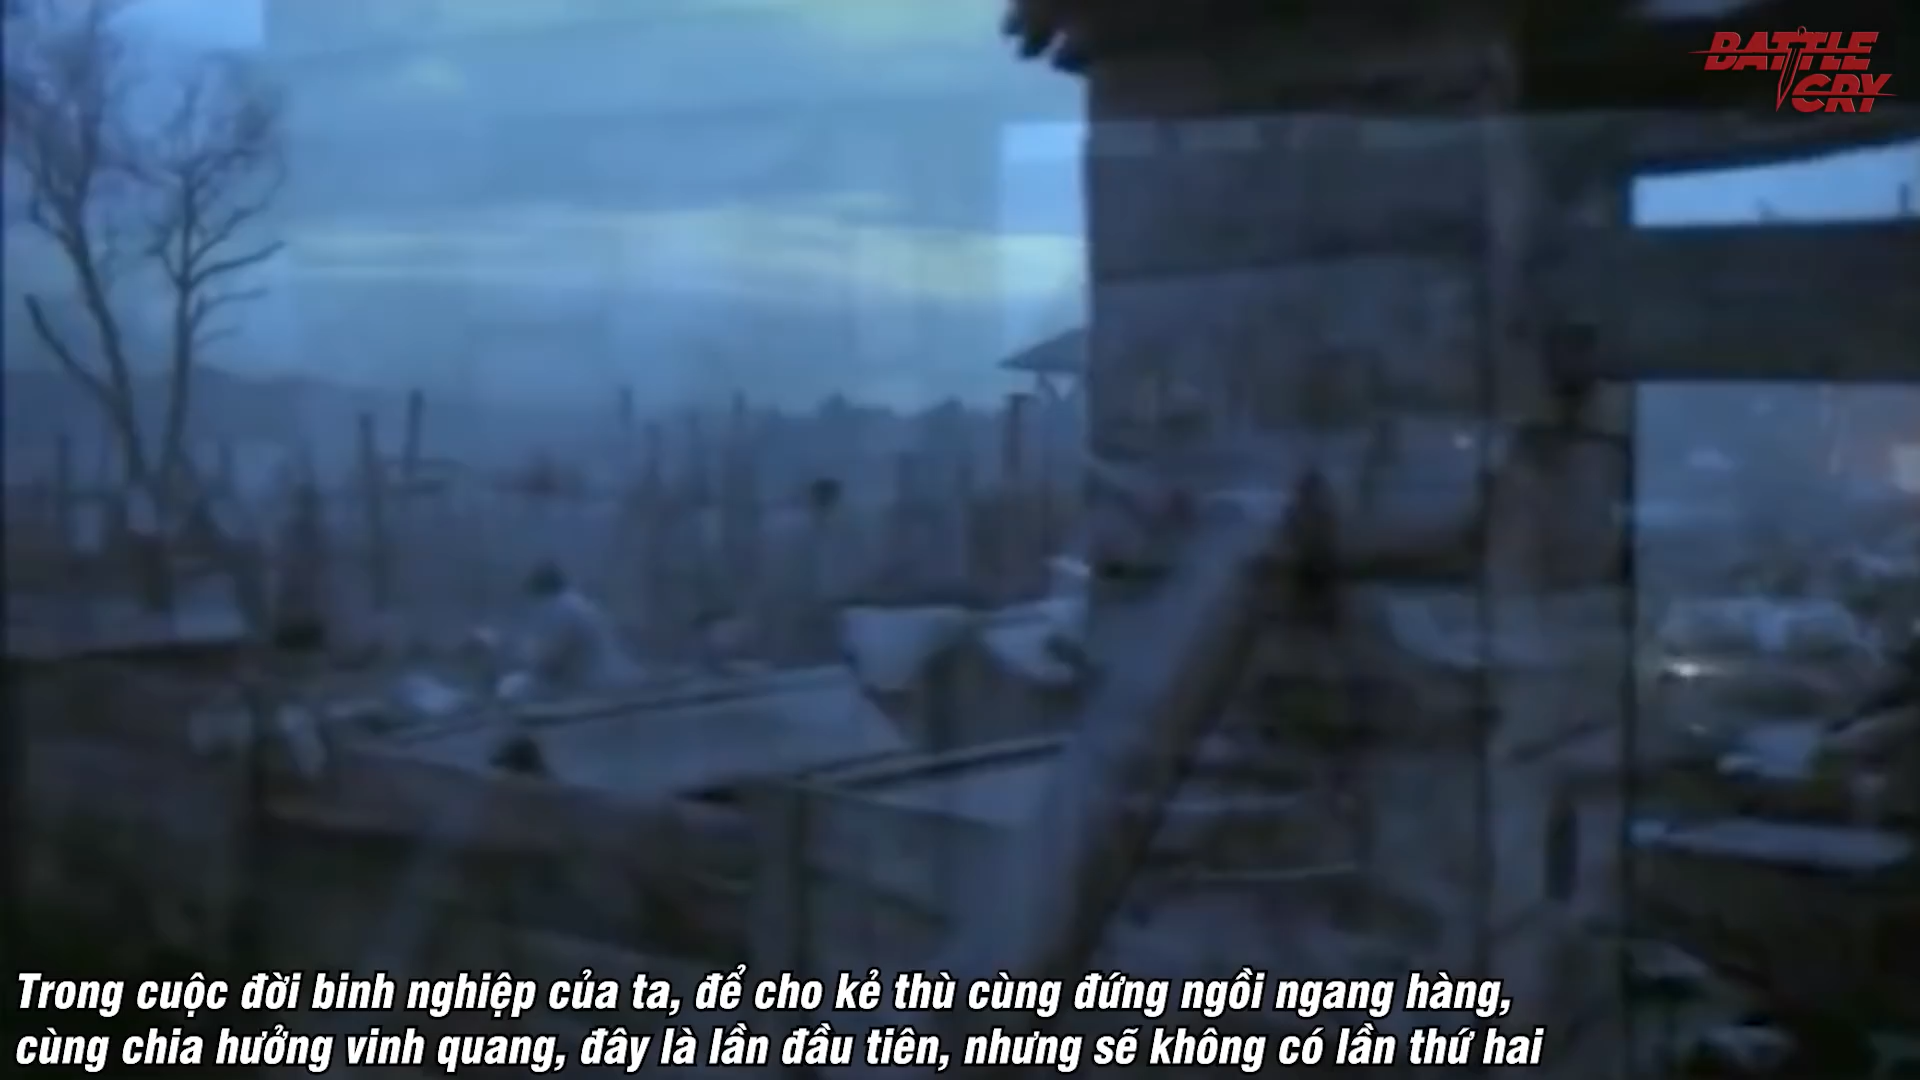 BATTLE
CRY
Trong cuộc đời binh nghiệp của ta, để cho kẻ thù cùng đứng ngồi ngang hàng,
cùng chia hưởng vinh quang, đây là lần đầu tiên, nhưng sẽ không có lần thứ hai